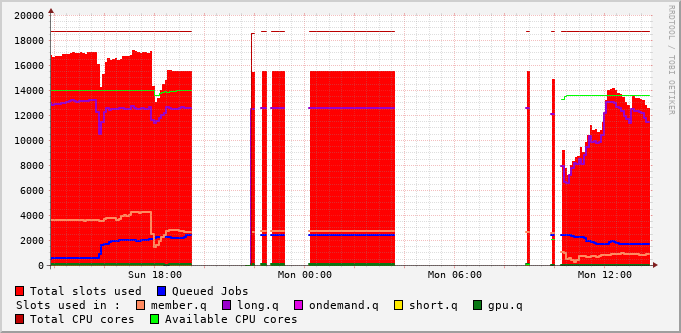 20000
18000
16000
14000
12000
10000
8000
6000
4000
2000
0
Sun 18:00 Mon 00:00 Mon 06:00 Mon 12:00
RRDTOOL / TOBI OETIKER
Total slots used Queued Jobs
Slots used in : member.q long.q ondemand.q short.q gpu.q
Total CPU cores Available CPU cores